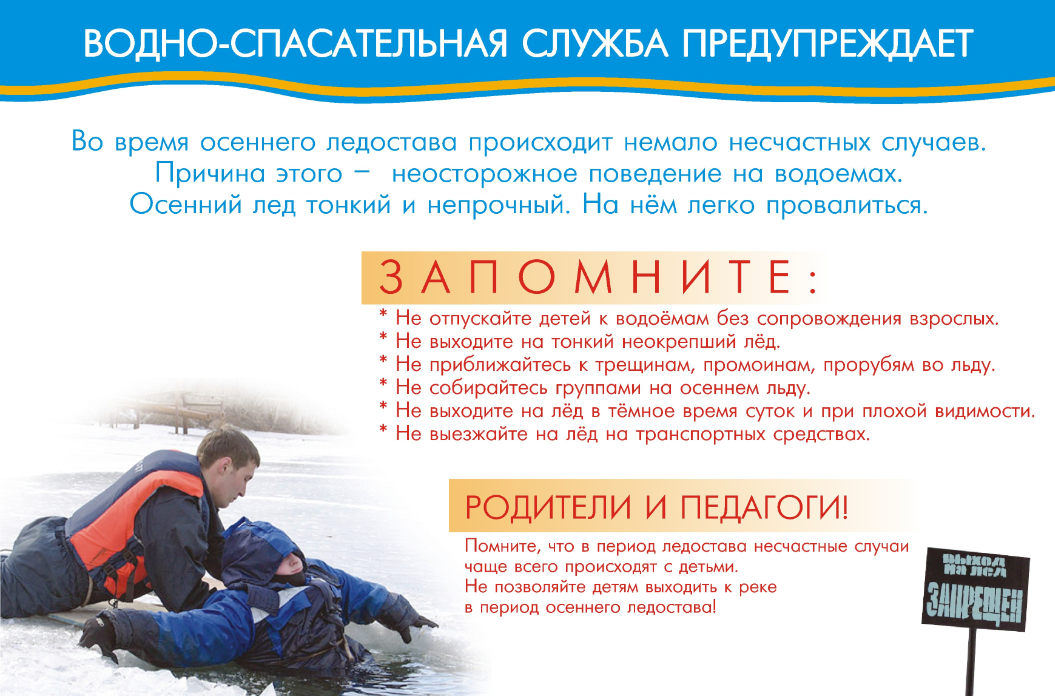 ВОДНО-СПАСАТЕЛЬНАЯ СЛУЖБА ПРЕДУПРЕЖДАЕТ
Во время осеннего ледостава происходит немало несчастных случаев.
Причина этого – неосторожное поведение на водоемах.
Осенний лед тонкий и непрочный. На нём легко провалиться.
ЗАПОМНИТЕ:
* Не отпускайте детей к водоёмам без сопровождения взрослых.
* Не выходите на тонкий неокрепший лёд.
* Не приближайтесь к трещинам, промоинам, прорубям во льду.
* Не собирайтесь группами на осеннем льду.
* Не выходите на лёд в тёмное время суток и при плохой видимости.
* Не выезжайте на лёд на транспортных средствах.
РОДИТЕЛИ И ПЕДАГОГИ!
Помните, что в период ледостава несчастные случаи
чаще всего происходят с детьми.
Не позволяйте детям выходить к реке
в период осеннего ледостава!
ВЫХОД
НА ЛЕД
ЗАПРЕЩЕН